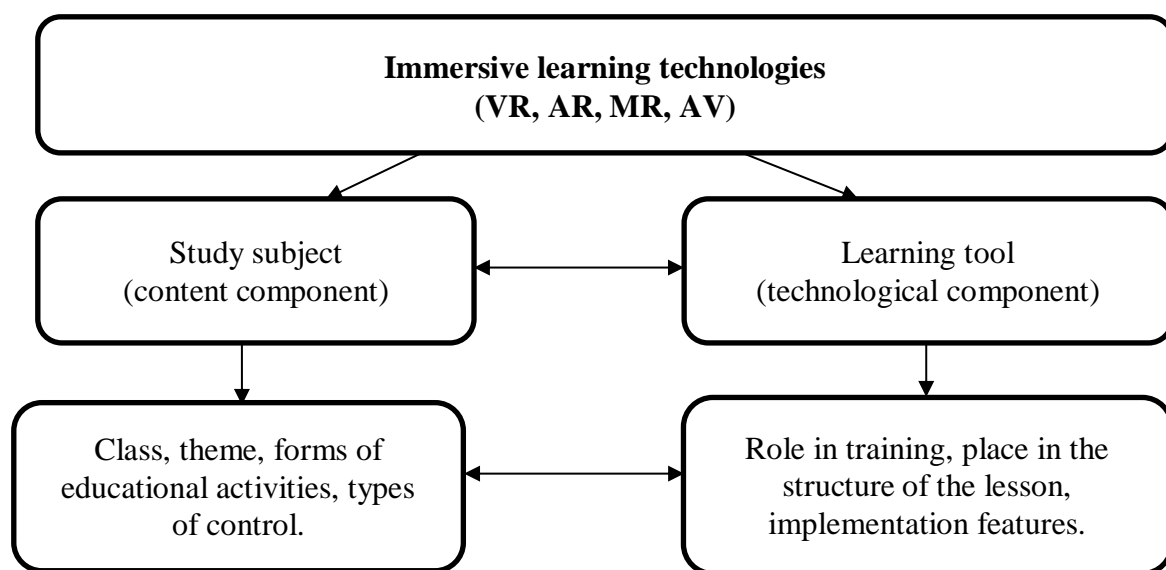 Immersive learning technologies
(VR, AR, MR, AV)
Study subject
(content component)
Learning tool
(technological component)
Class, theme, forms of
educational activities, types
of control.
Role in training, place in the
structure of the lesson,
implementation features.